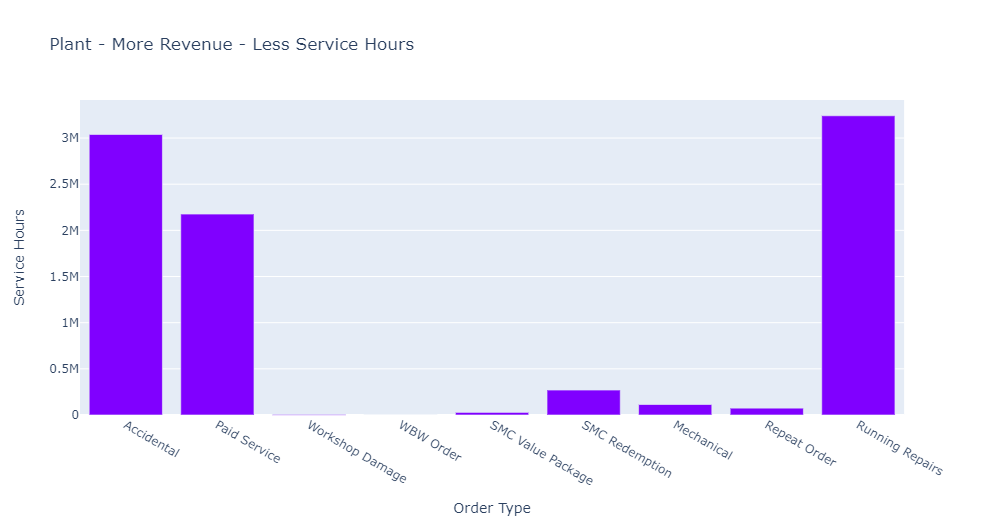 Plant - More Revenue - Less Service Hours
Service Hours
3M
2.5M
2M
1.5M
1M
0.5M
0
Accidental
Paid Service
Workshop Damage
WBW Order
SMC Value Package
SMC Redemption
Mechanical
Repeat Order
Running Repairs
Order Type